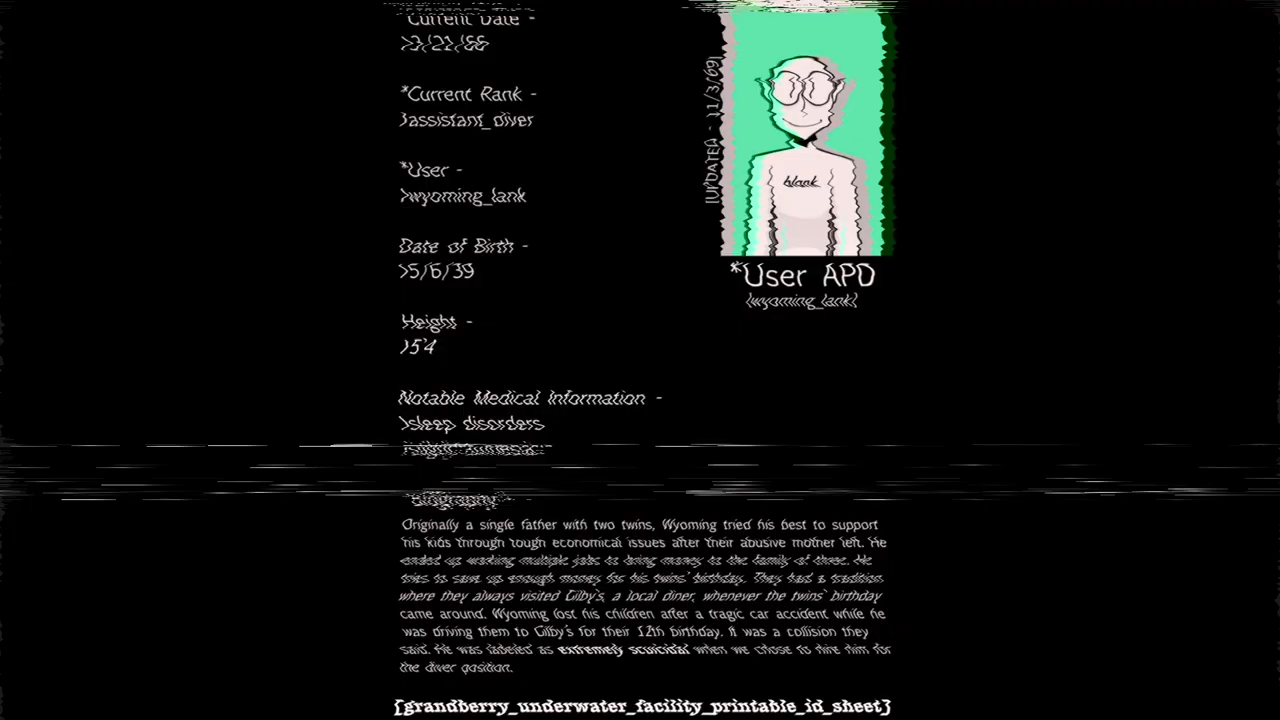 Current Date -
*Current Rank -
>assistant_diver
*User -
>wyoming_lank
Date of Birth -
>5/6/39
Height -
>5'4
Notable Medical Information -
>sleep disorders
Biography
Originally a single father with two twins, Wyoming tried his best to support
his kids through tough economical issues after their abusive mother left. He
ended up working multiple jobs to bring money to the family of three. He
tries to save up enough money for his twins' birthday. They had a tradition
where they always visited Gilby's, a local diner, whenever the twins' birthday
came around. Wyoming lost his children after a tragic car accident while he
was driving them to Gilby's for their 12th birthday. It was a collision they
said. He was labeled as extremely scuicidal when we chose to hire him for
the diver position.
{grandberry_underwater_facility_printable_id_sheet}
[UPDATED - 11/3/69]
blank
*User APD
{wyoming_lank}